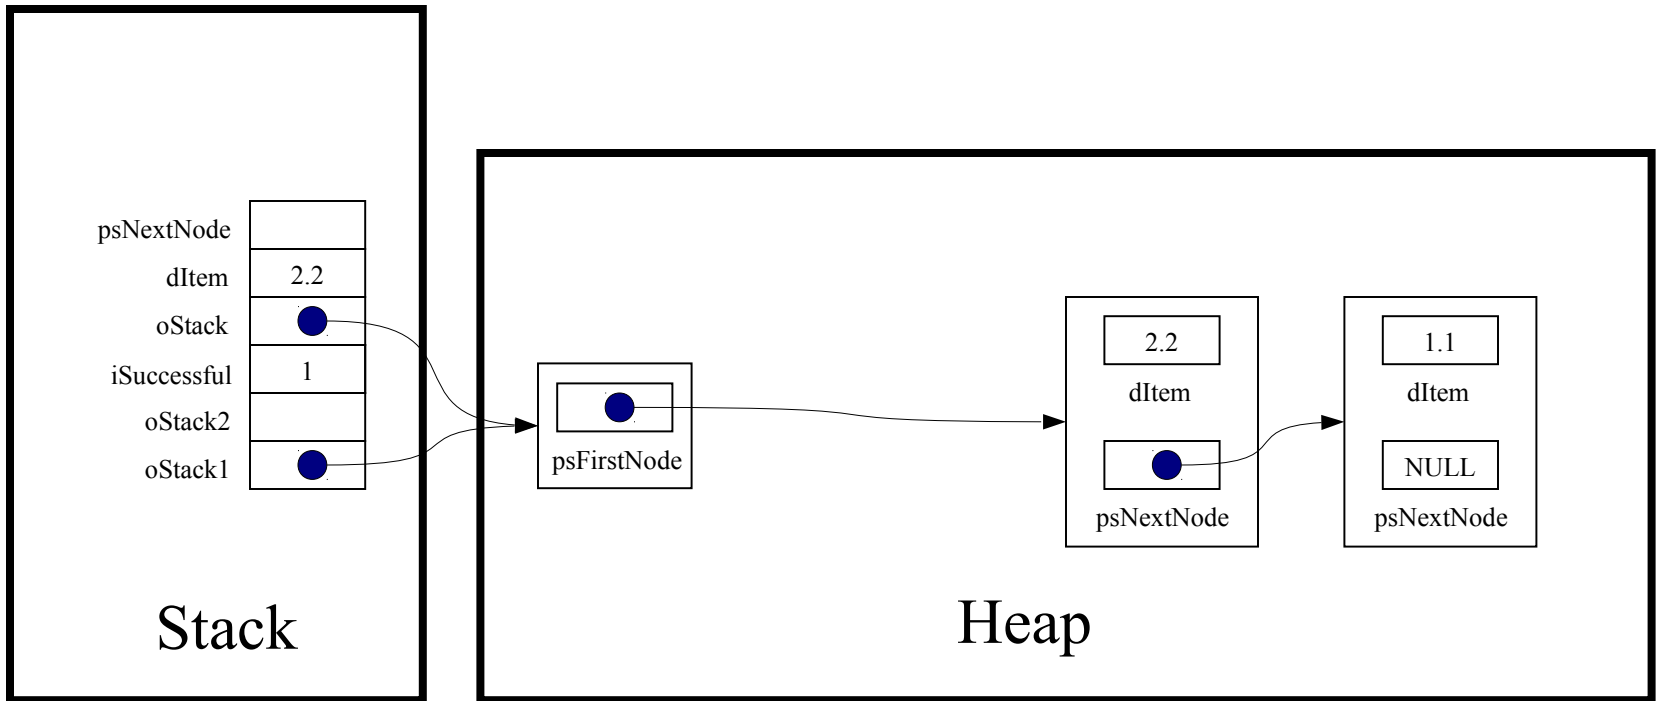 psNextNode
dItem 2.2
oStack
iSuccessful 1
oStack2
oStack1
Stack
psFirstNode
2.2
dItem
psNextNode
1.1
dItem
NULL
psNextNode
Heap